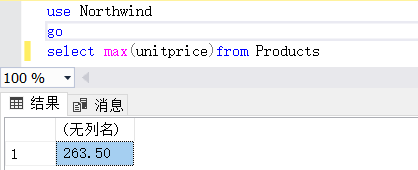 use Northwind
go
select max(unitprice)from Products
100 %
结果 消息
(无列名)
1 263.50